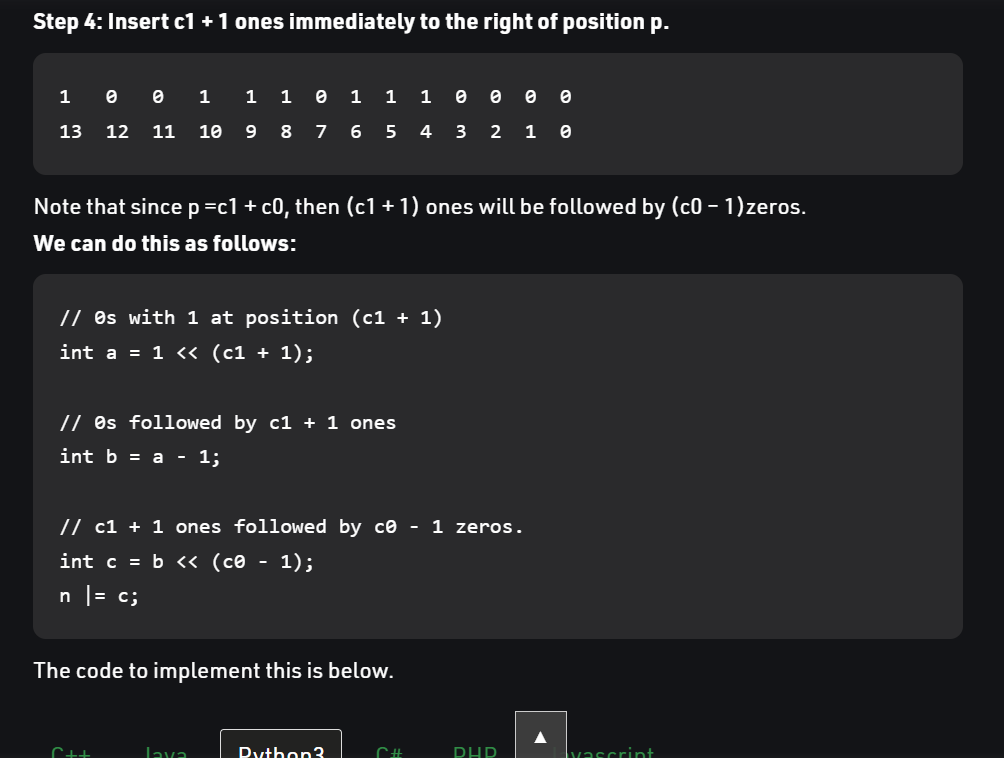 Step 4: Insert c1 + 1 ones immediately to the right of position p.
1 0 0 1 1 1 0 1 1 1 0 0 0 0
13 12 11 10 9 8 7 6 5 4 3 2 1 0
Note that since p =c1 + c0, then (c1 + 1) ones will be followed by (c0 – 1)zeros.
We can do this as follows:
// 0s with 1 at position (c1 + 1)
int a = 1 << (c1 + 1);
// 0s followed by c1 + 1 ones
int b = a - 1;
// c1 + 1 ones followed by c0 - 1 zeros.
int c = b << (c0 - 1);
n |= c;
The code to implement this is below.
C++ Java Python3 C# PHP Javascript